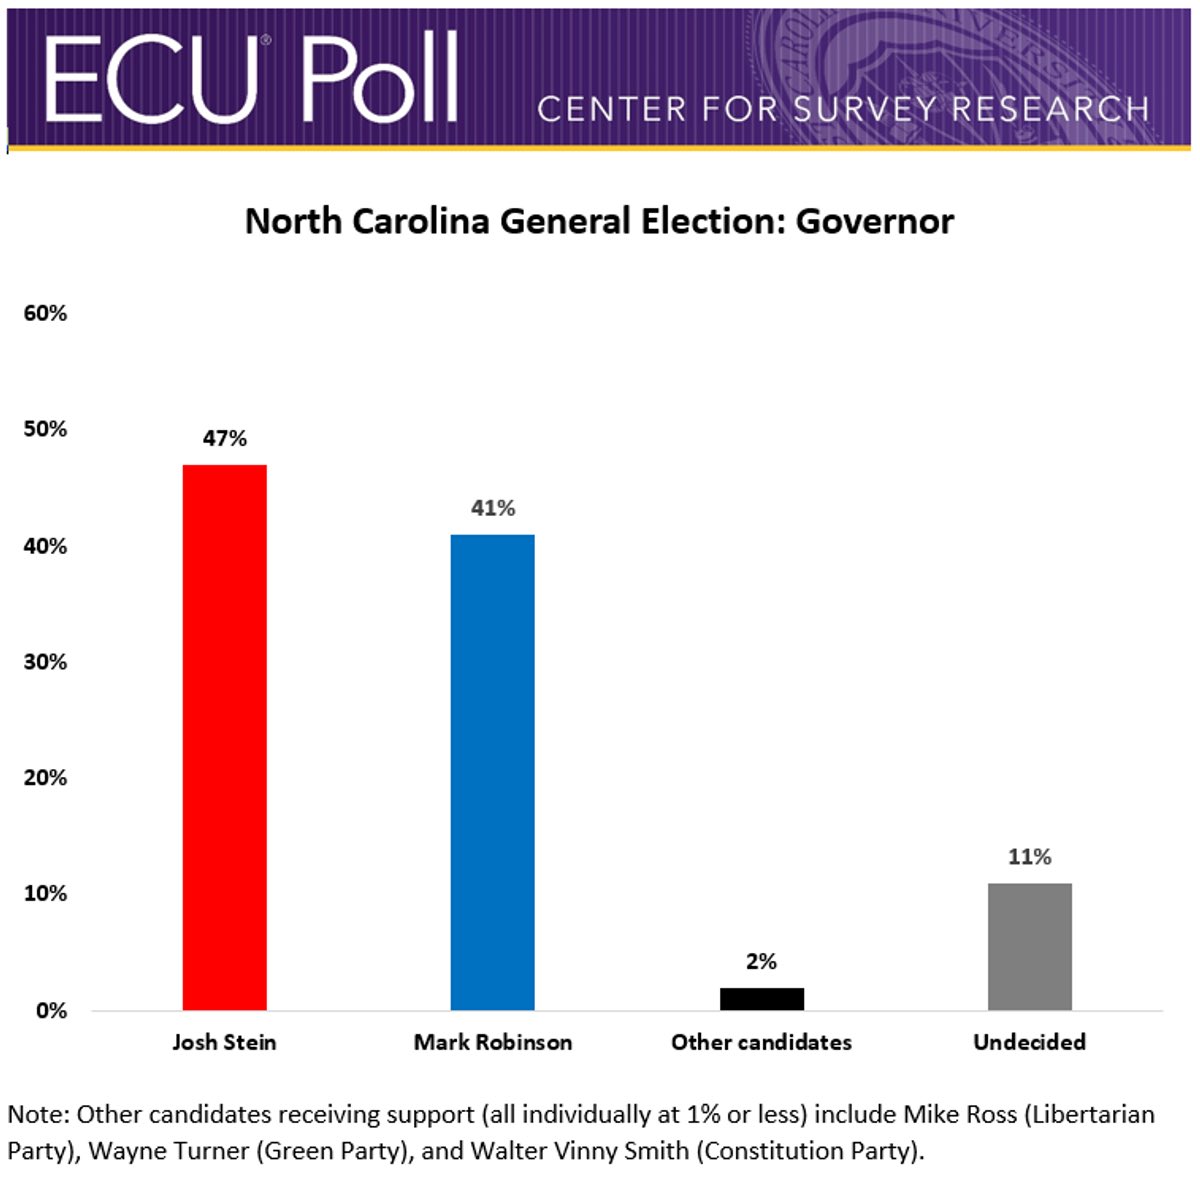 ECU® Poll CENTER FOR SURVEY RESEARCH
North Carolina General Election: Governor
60%
50%
40%
30%
20%
10%
0%
47%
41%
2%
11%
Josh Stein
Mark Robinson
Other candidates
Undecided
Note: Other candidates receiving support (all individually at 1% or less) include Mike Ross (Libertarian
Party), Wayne Turner (Green Party), and Walter Vinny Smith (Constitution Party).